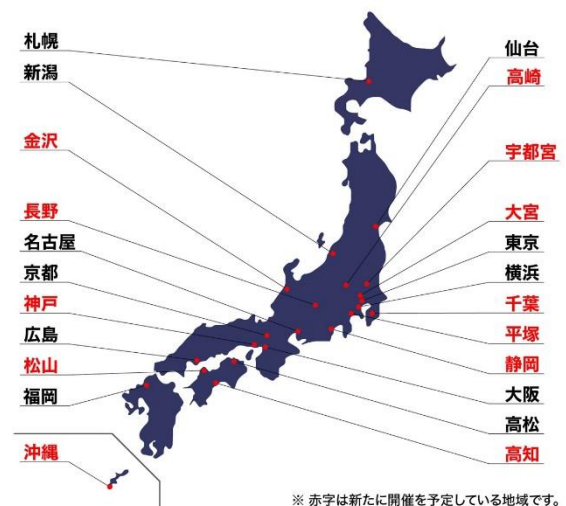 札幌
新潟
金沢
長野
名古屋
京都
神戸
広島
松山
福岡
沖縄
仙台
高崎
宇都宮
大宮
東京
横浜
千葉
平塚
静岡
大阪
高松
高知
※ 赤字は新たに開催を予定している地域です。